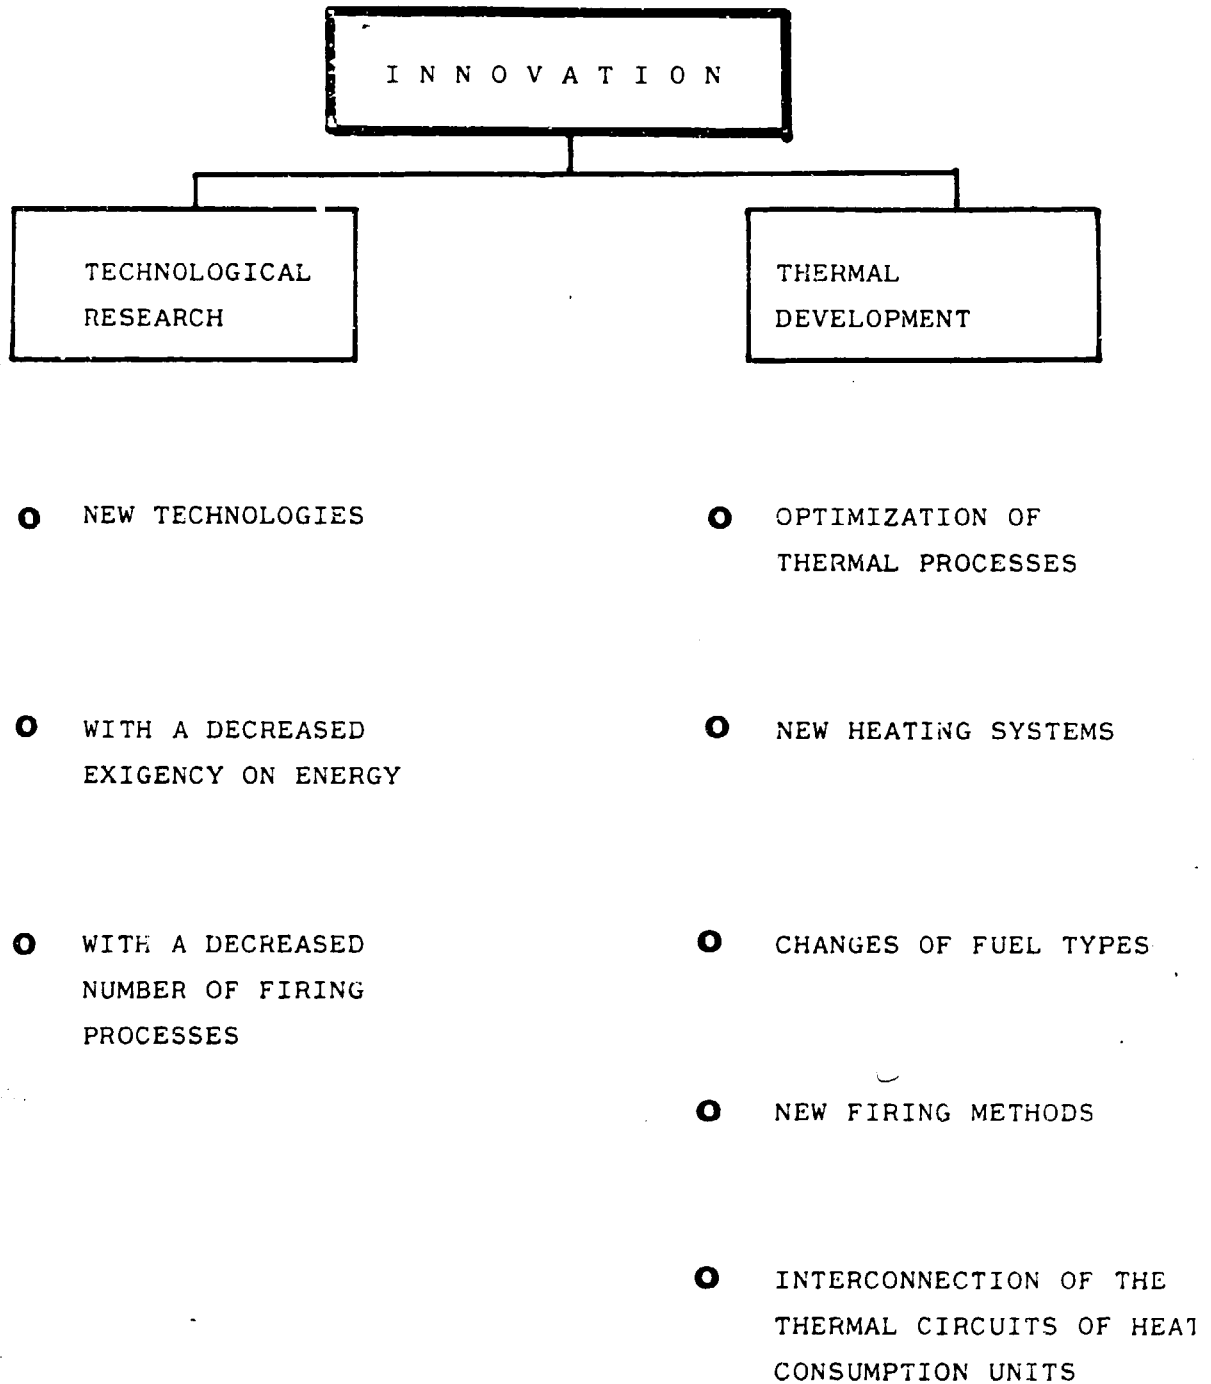 I N N O V A T I O N
TECHNOLOGICAL
RESEARCH
THERMAL
DEVELOPMENT
NEW TECHNOLOGIES
WITH A DECREASED
EXIGENCY ON ENERGY
WITH A DECREASED
NUMBER OF FIRING
PROCESSES
OPTIMIZATION OF
THERMAL PROCESSES
NEW HEATING SYSTEMS
CHANGES OF FUEL TYPES
NEW FIRING METHODS
INTERCONNECTION OF THE
THERMAL CIRCUITS OF HEAT
CONSUMPTION UNITS